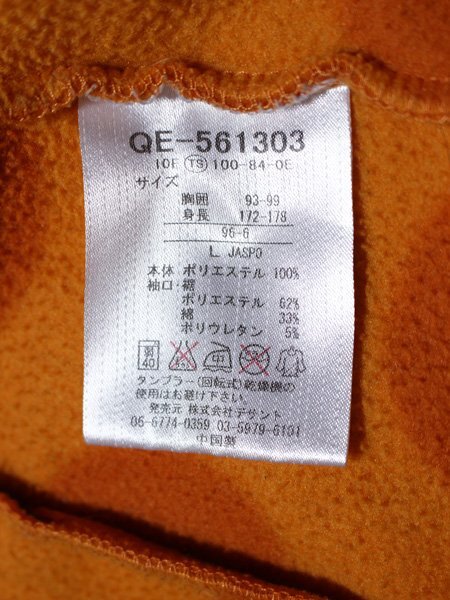 QE-561303
10F (TS) 100-84-0E
サイズ
胸囲 93-99
身長 172-178
96-6
L JASPO
本体 ポリエステル 100%
袖口・裾
ポリエステル 62%
綿 33%
ポリウレタン 5%
弱 40
タンブラー(回転式)乾燥機の
使用はお避け下さい
発売元 株式会社デサント
06-6774-0359 03-5979-6101
中国製